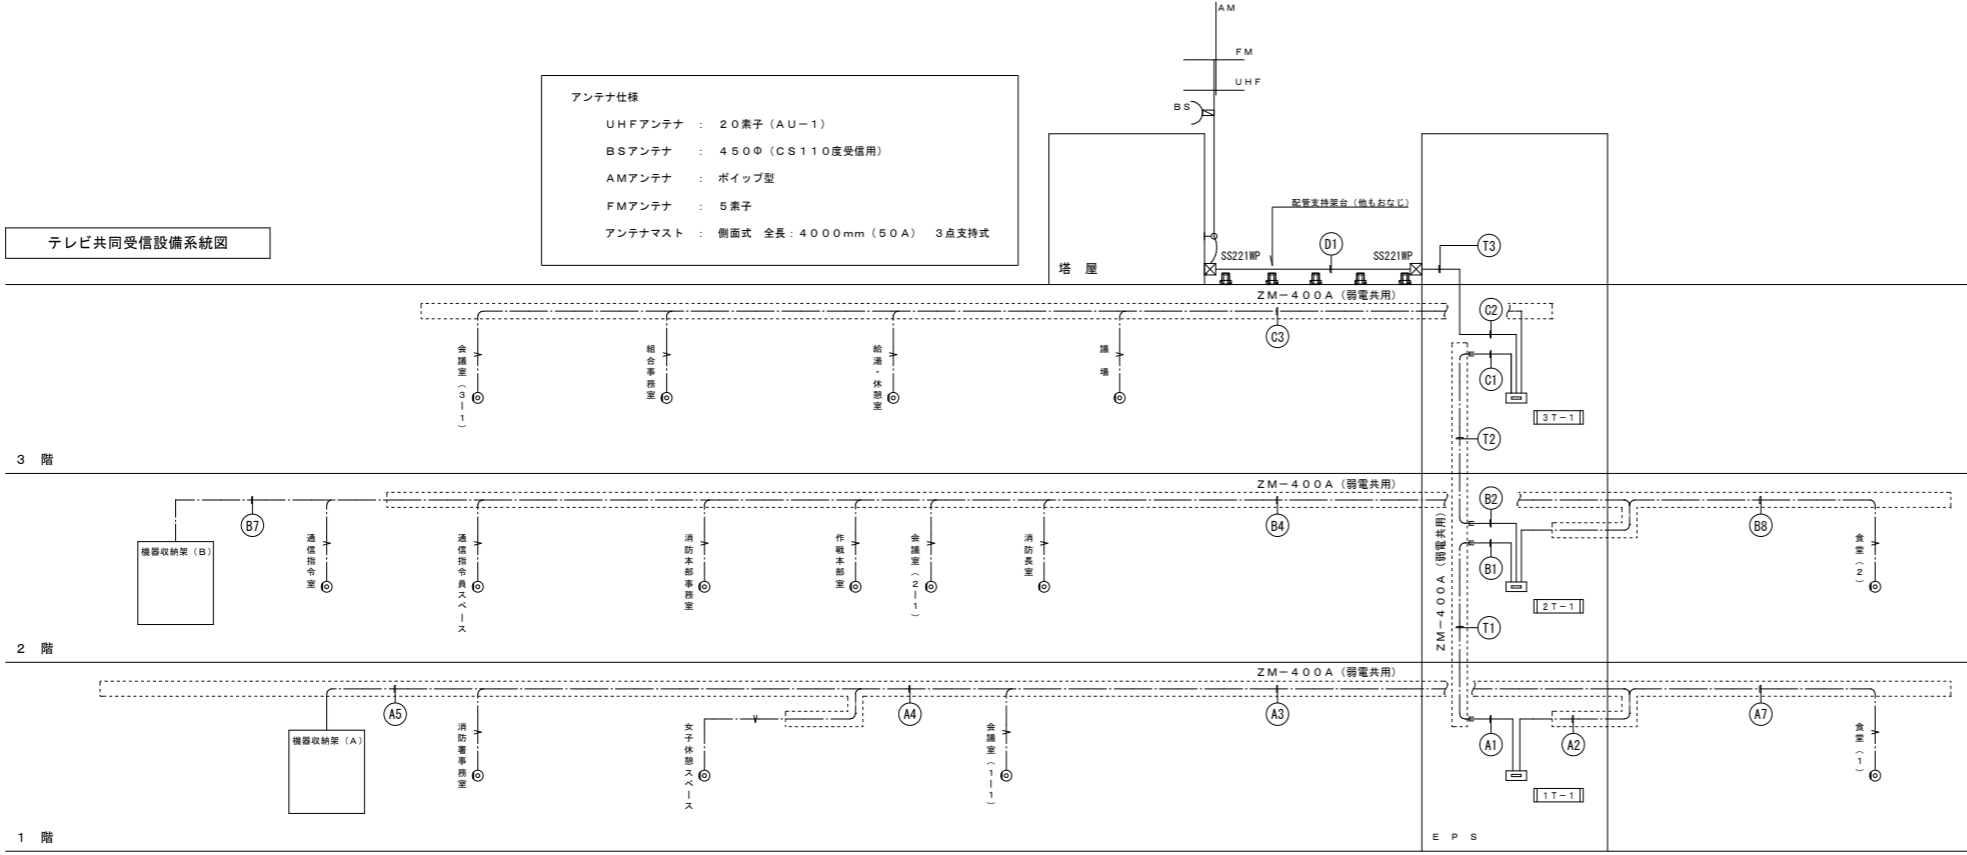 AM
FM
UHF
BS
アンテナ仕様
UHFアンテナ : 20素子(AU-1)
BSアンテナ : 450Φ(CS110度受信用)
AMアンテナ : ポイップ型
FMアンテナ : 5素子
アンテナマスト : 側面式 全長:4000mm(50A) 3点支持式
テレビ共同受信設備系統図
配管支持架台(他もおなじ)
塔 屋
SS221WP
D1
SS221WP
T3
ZM-400A(弱電共用)
C3
C2
C1
会議室(3-1)
組合事務室
給湯・休憩室
議 場
3T-1
T2
3 階
ZM-400A(弱電共用)
B7
B4
B2
B8
B1
機器収納架(B)
通信指令室
通信指令員スペース
消防本部事務室
作戦本部室
会議室(2-1)
消防長室
ZM-400A(弱電共用)
食堂(2)
2T-1
T1
2 階
ZM-400A(弱電共用)
A5
A4
A3
A1
A2
A7
機器収納架(A)
消防署事務室
女子休憩スペース
会議室(1-1)
食堂(1)
1T-1
1 階
EPS